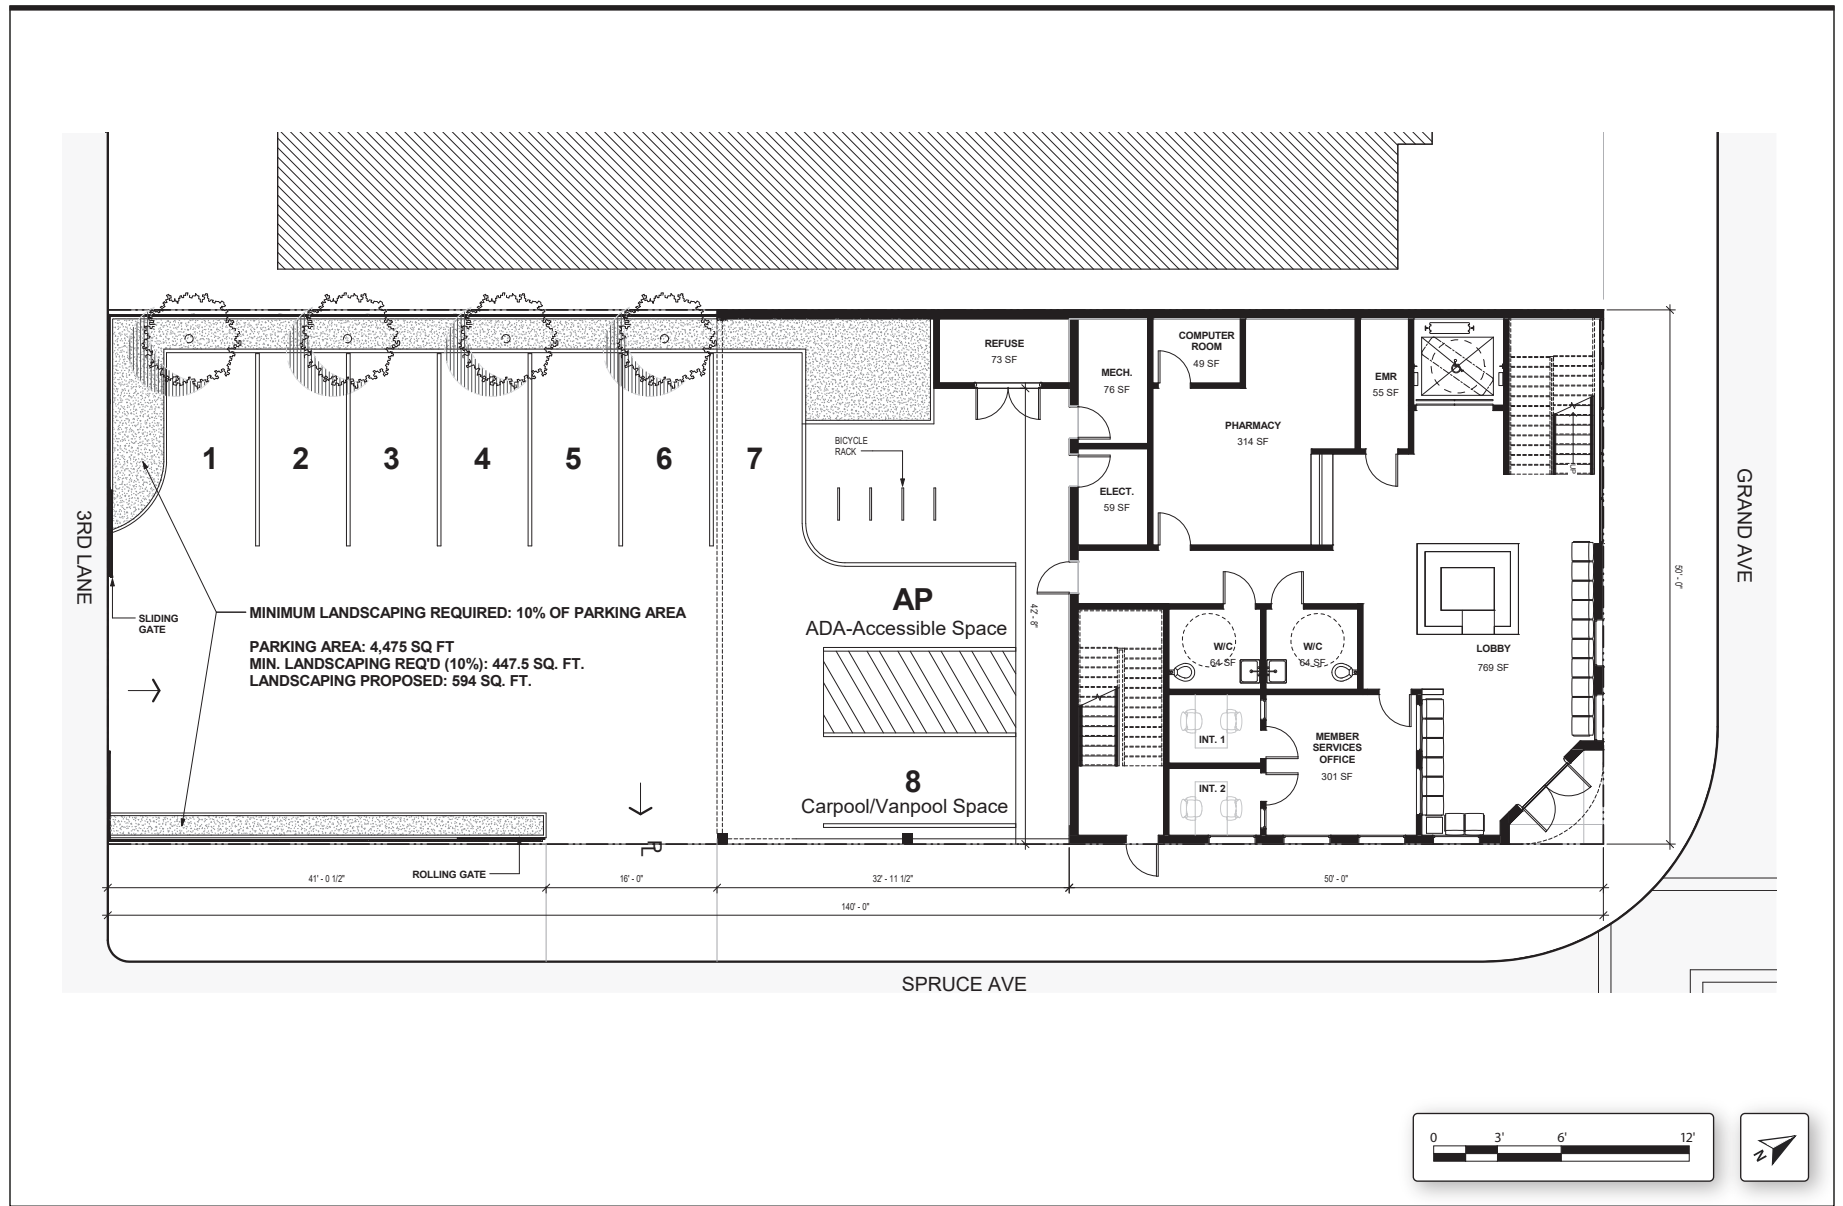 REFUSE
73 SF
MECH.
76 SF
COMPUTER
ROOM
49 SF
EMR
55 SF
PHARMACY
314 SF
UP
BICYCLE
RACK
1
2
3
4
5
6
7
ELECT.
59 SF
3RD LANE
GRAND AVE
50' - 0"
SLIDING
GATE
MINIMUM LANDSCAPING REQUIRED: 10% OF PARKING AREA
PARKING AREA: 4,475 SQ FT
MIN. LANDSCAPING REQ'D (10%): 447.5 SQ. FT.
LANDSCAPING PROPOSED: 594 SQ. FT.
AP
ADA-Accessible Space
42' - 8"
W/C
64 SF
W/C
64 SF
LOBBY
769 SF
INT. 1
MEMBER
SERVICES
OFFICE
301 SF
INT. 2
8
Carpool/Vanpool Space
PL
ROLLING GATE
41' - 0 1/2"
16' - 0"
32' - 11 1/2"
50' - 0"
140' - 0"
SPRUCE AVE
0 3' 6' 12'
N